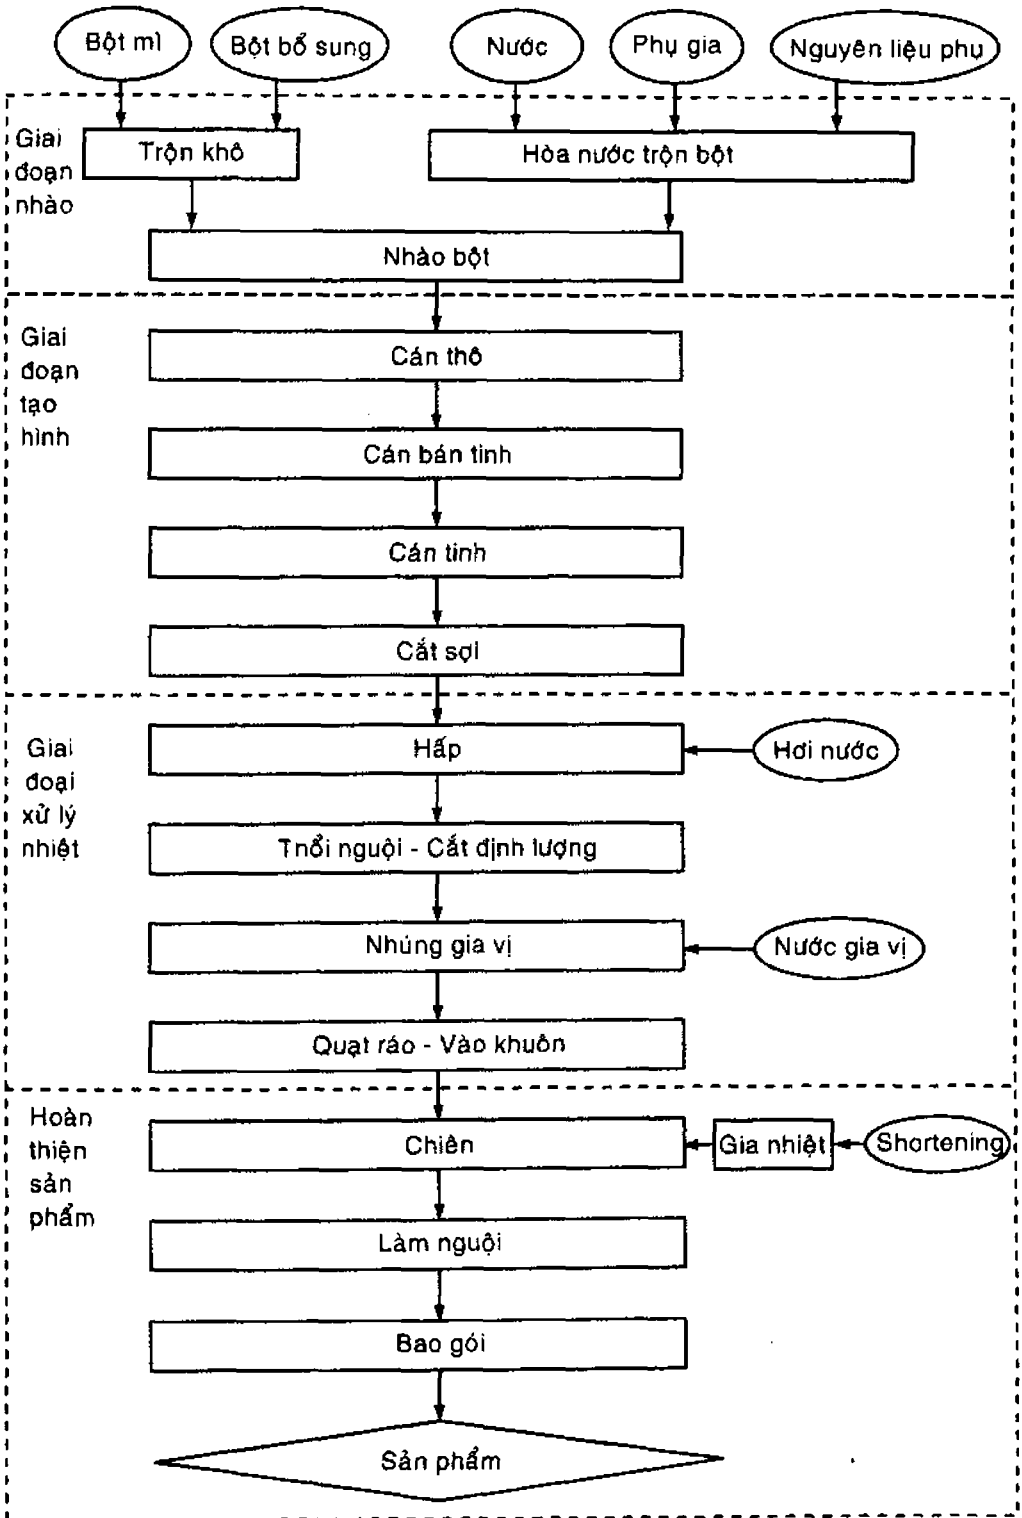 Bột mì
Bột bổ sung
Nước
Phụ gia
Nguyên liệu phụ
Giai
đoạn
nhào
Trộn khô
Hòa nước trộn bột
Nhào bột
Giai
đoạn
tạo
hình
Cán thô
Cán bán tinh
Cán tinh
Cắt sợi
Giai
đoại
xử lý
nhiệt
Hấp
Hơi nước
Tnổi nguội - Cắt định lượng
Nhúng gia vị
Nước gia vị
Quạt ráo - Vào khuôn
Hoàn
thiện
sản
phẩm
Chiên
Gia nhiệt
Shortening
Làm nguội
Bao gói
Sản phẩm